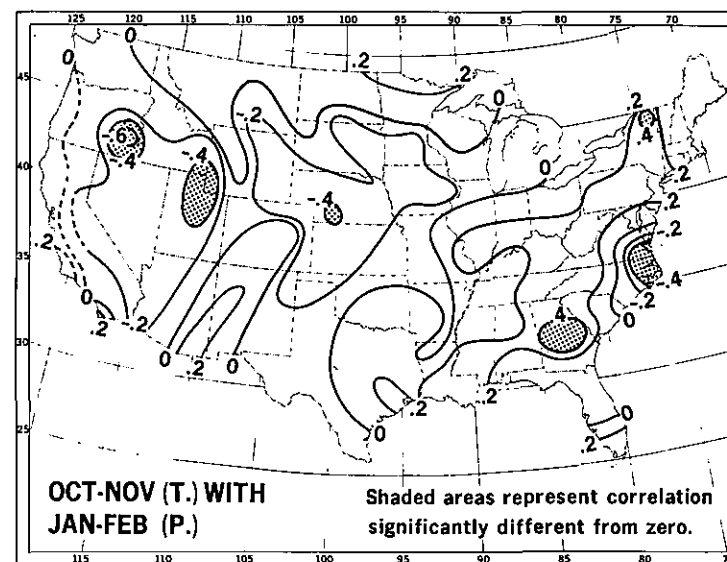 125 120 115 110 105 100 95 90 85 80 75 70
0 0
45
.2 .2 0
0
-.2 .2
-.6 .4
-.4 -.4 0 .2
40
-.4 -.2
35
.2 -.4
-.2
0 0
.2 .2 4
30
0 .2 0 .2 .2
0 0
25
.2
OCT-NOV (T.) WITH
JAN-FEB (P.)
Shaded areas represent correlation
significantly different from zero.
115 110 105 100 95 90 85 80 7